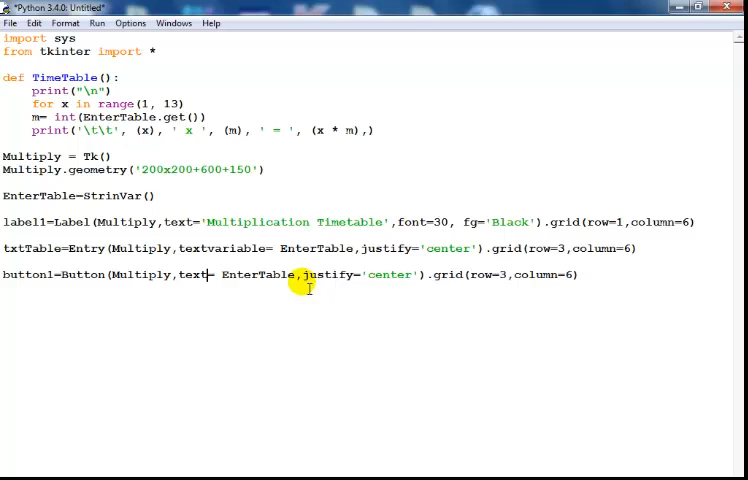 *Python 3.4.0: Untitled*
File Edit Format Run Options Windows Help
import sys
from tkinter import *
def TimeTable():
    print("\n")
    for x in range(1, 13)
    m= int(EnterTable.get())
    print('\t\t', (x), ' x ', (m), ' = ', (x * m),)
Multiply = Tk()
Multiply.geometry('200x200+600+150')
EnterTable=StrinVar()
label1=Label(Multiply,text='Multiplication Timetable',font=30, fg='Black').grid(row=1,column=6)
txtTable=Entry(Multiply,textvariable= EnterTable,justify='center').grid(row=3,column=6)
button1=Button(Multiply,text= EnterTable,justify='center').grid(row=3,column=6)